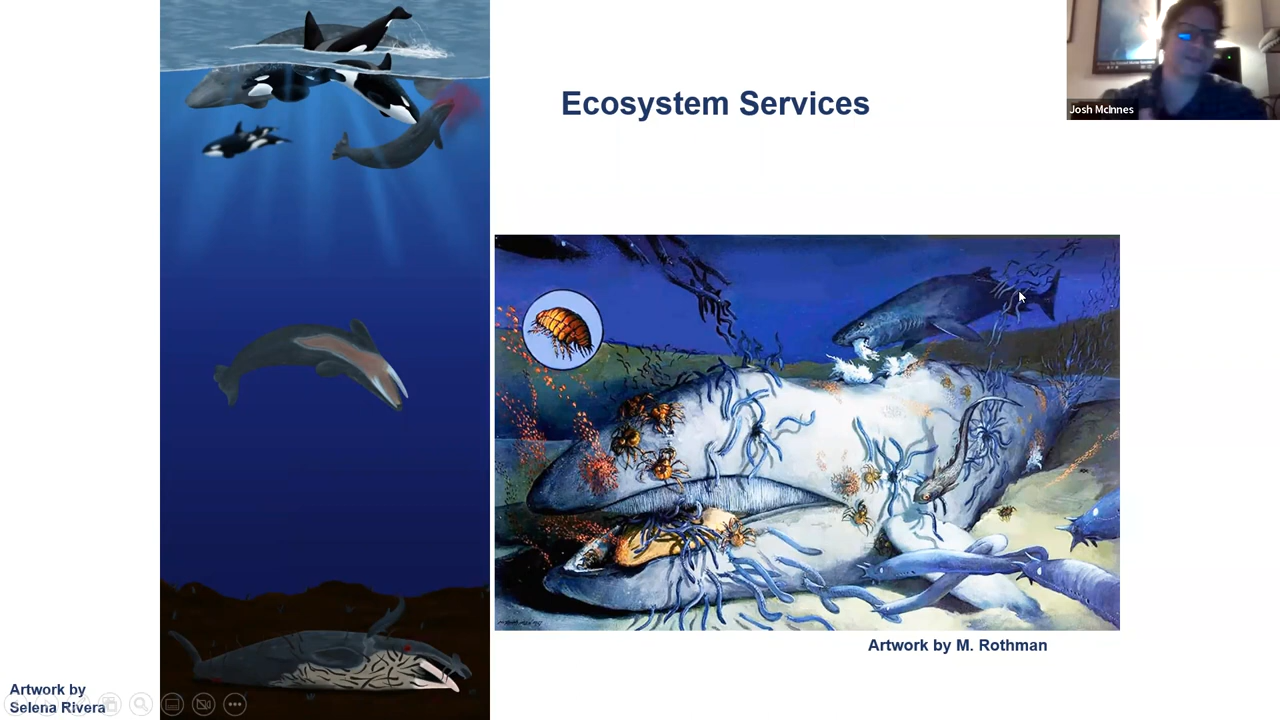 Ecosystem Services
Josh McInnes
Artwork by M. Rothman
Artwork by
Selena Rivera